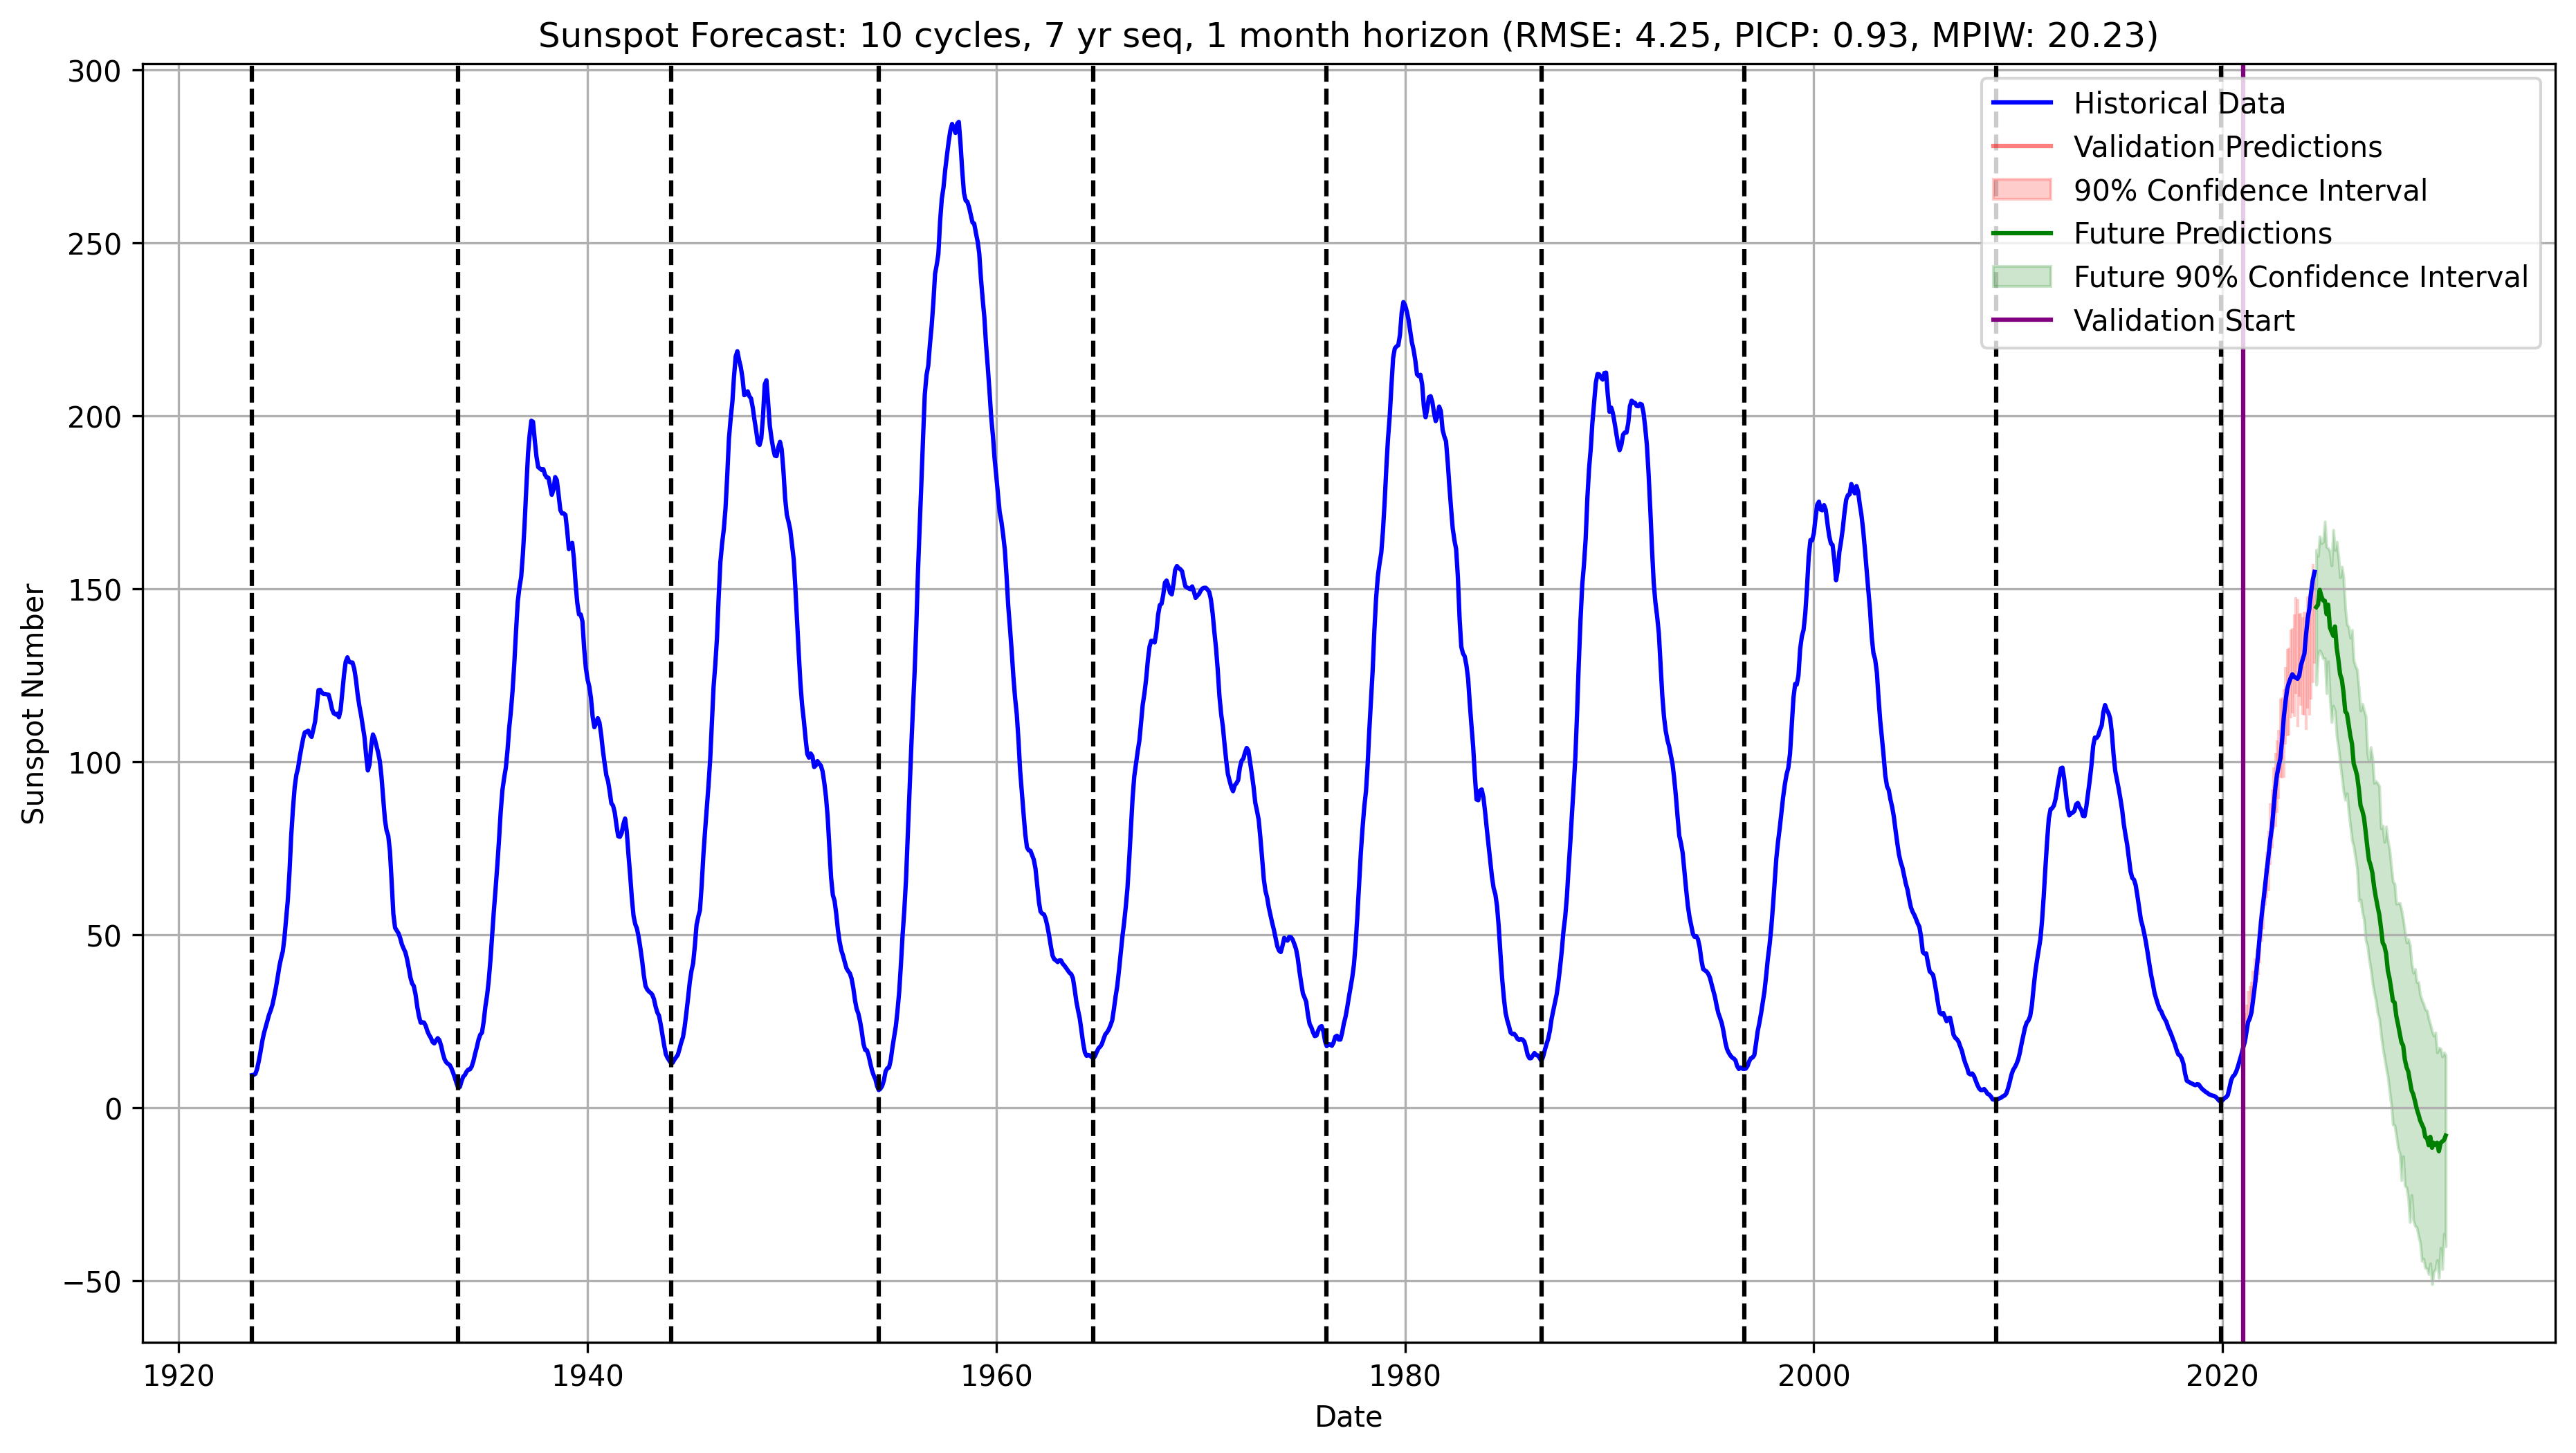 Sunspot Forecast: 10 cycles, 7 yr seq, 1 month horizon (RMSE: 4.25, PICP: 0.93, MPIW: 20.23)
Historical Data
Validation Predictions
90% Confidence Interval
Future Predictions
Future 90% Confidence Interval
Validation Start
Sunspot Number
300
250
200
150
100
50
0
−50
1920
1940
1960
1980
2000
2020
Date